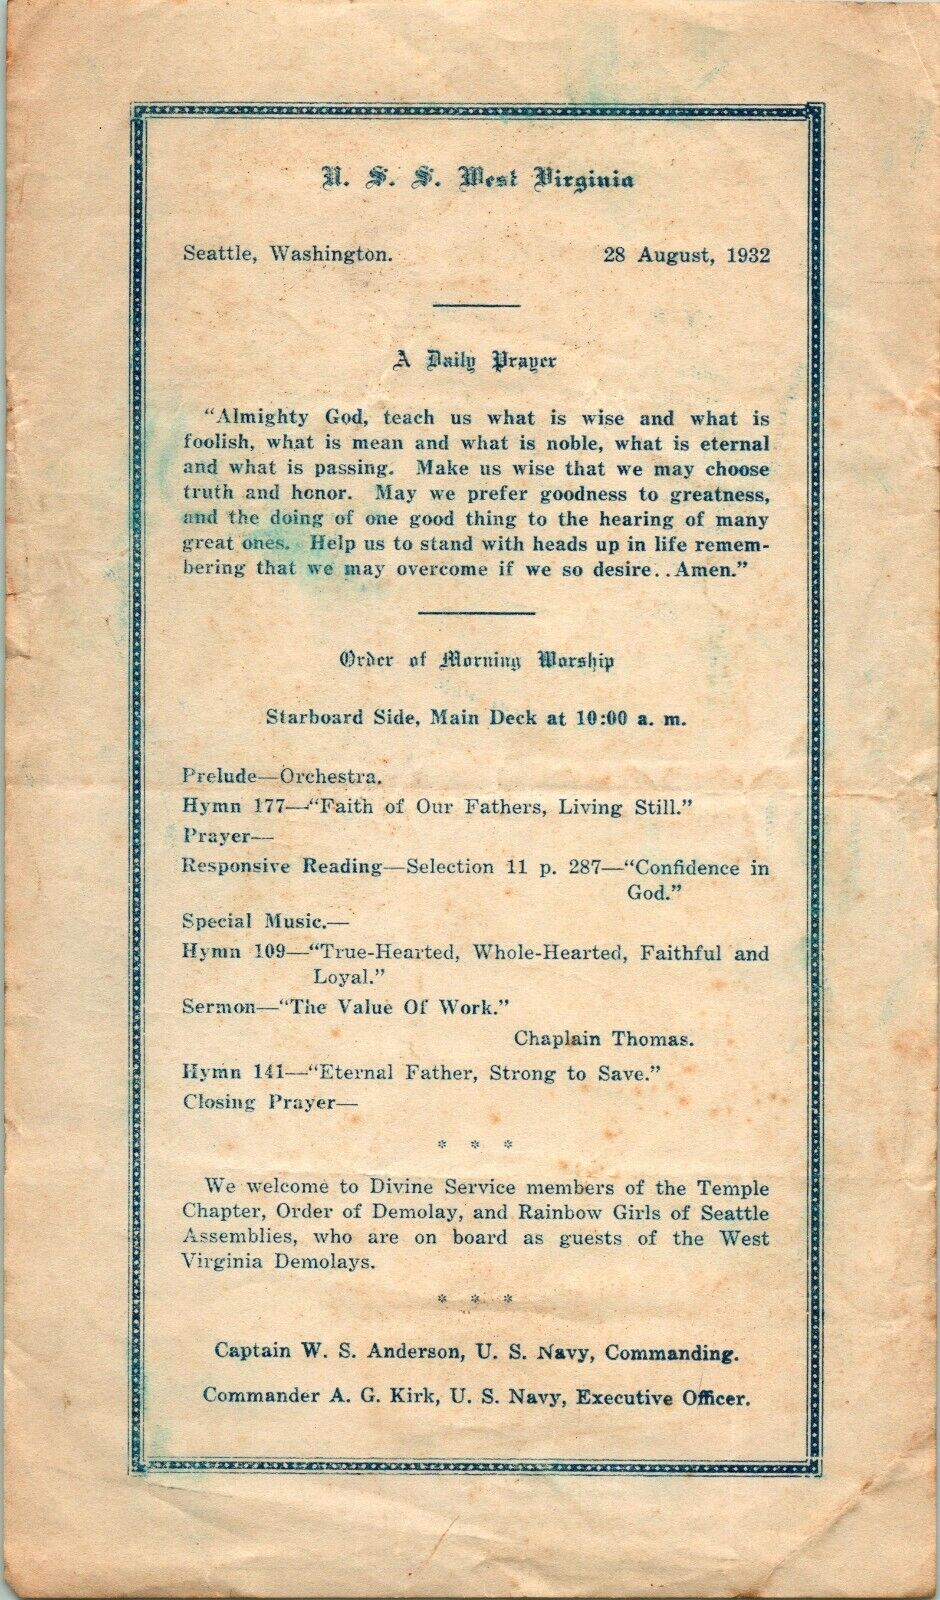 U. S. S. West Virginia
Seattle, Washington. 28 August, 1932
A Daily Prayer
"Almighty God, teach us what is wise and what is
foolish, what is mean and what is noble, what is eternal
and what is passing. Make us wise that we may choose
truth and honor. May we prefer goodness to greatness,
and the doing of one good thing to the hearing of many
great ones. Help us to stand with heads up in life remem-
bering that we may overcome if we so desire..Amen."
Order of Morning Worship
Starboard Side, Main Deck at 10:00 a. m.
Prelude—Orchestra.
Hymn 177—"Faith of Our Fathers, Living Still."
Prayer—
Responsive Reading—Selection 11 p. 287—"Confidence in
God."
Special Music.—
Hymn 109—"True-Hearted, Whole-Hearted, Faithful and
Loyal."
Sermon—"The Value Of Work."
Chaplain Thomas.
Hymn 141—"Eternal Father, Strong to Save."
Closing Prayer—
* * *
We welcome to Divine Service members of the Temple
Chapter, Order of Demolay, and Rainbow Girls of Seattle
Assemblies, who are on board as guests of the West
Virginia Demolays.
* * *
Captain W. S. Anderson, U. S. Navy, Commanding.
Commander A. G. Kirk, U. S. Navy, Executive Officer.